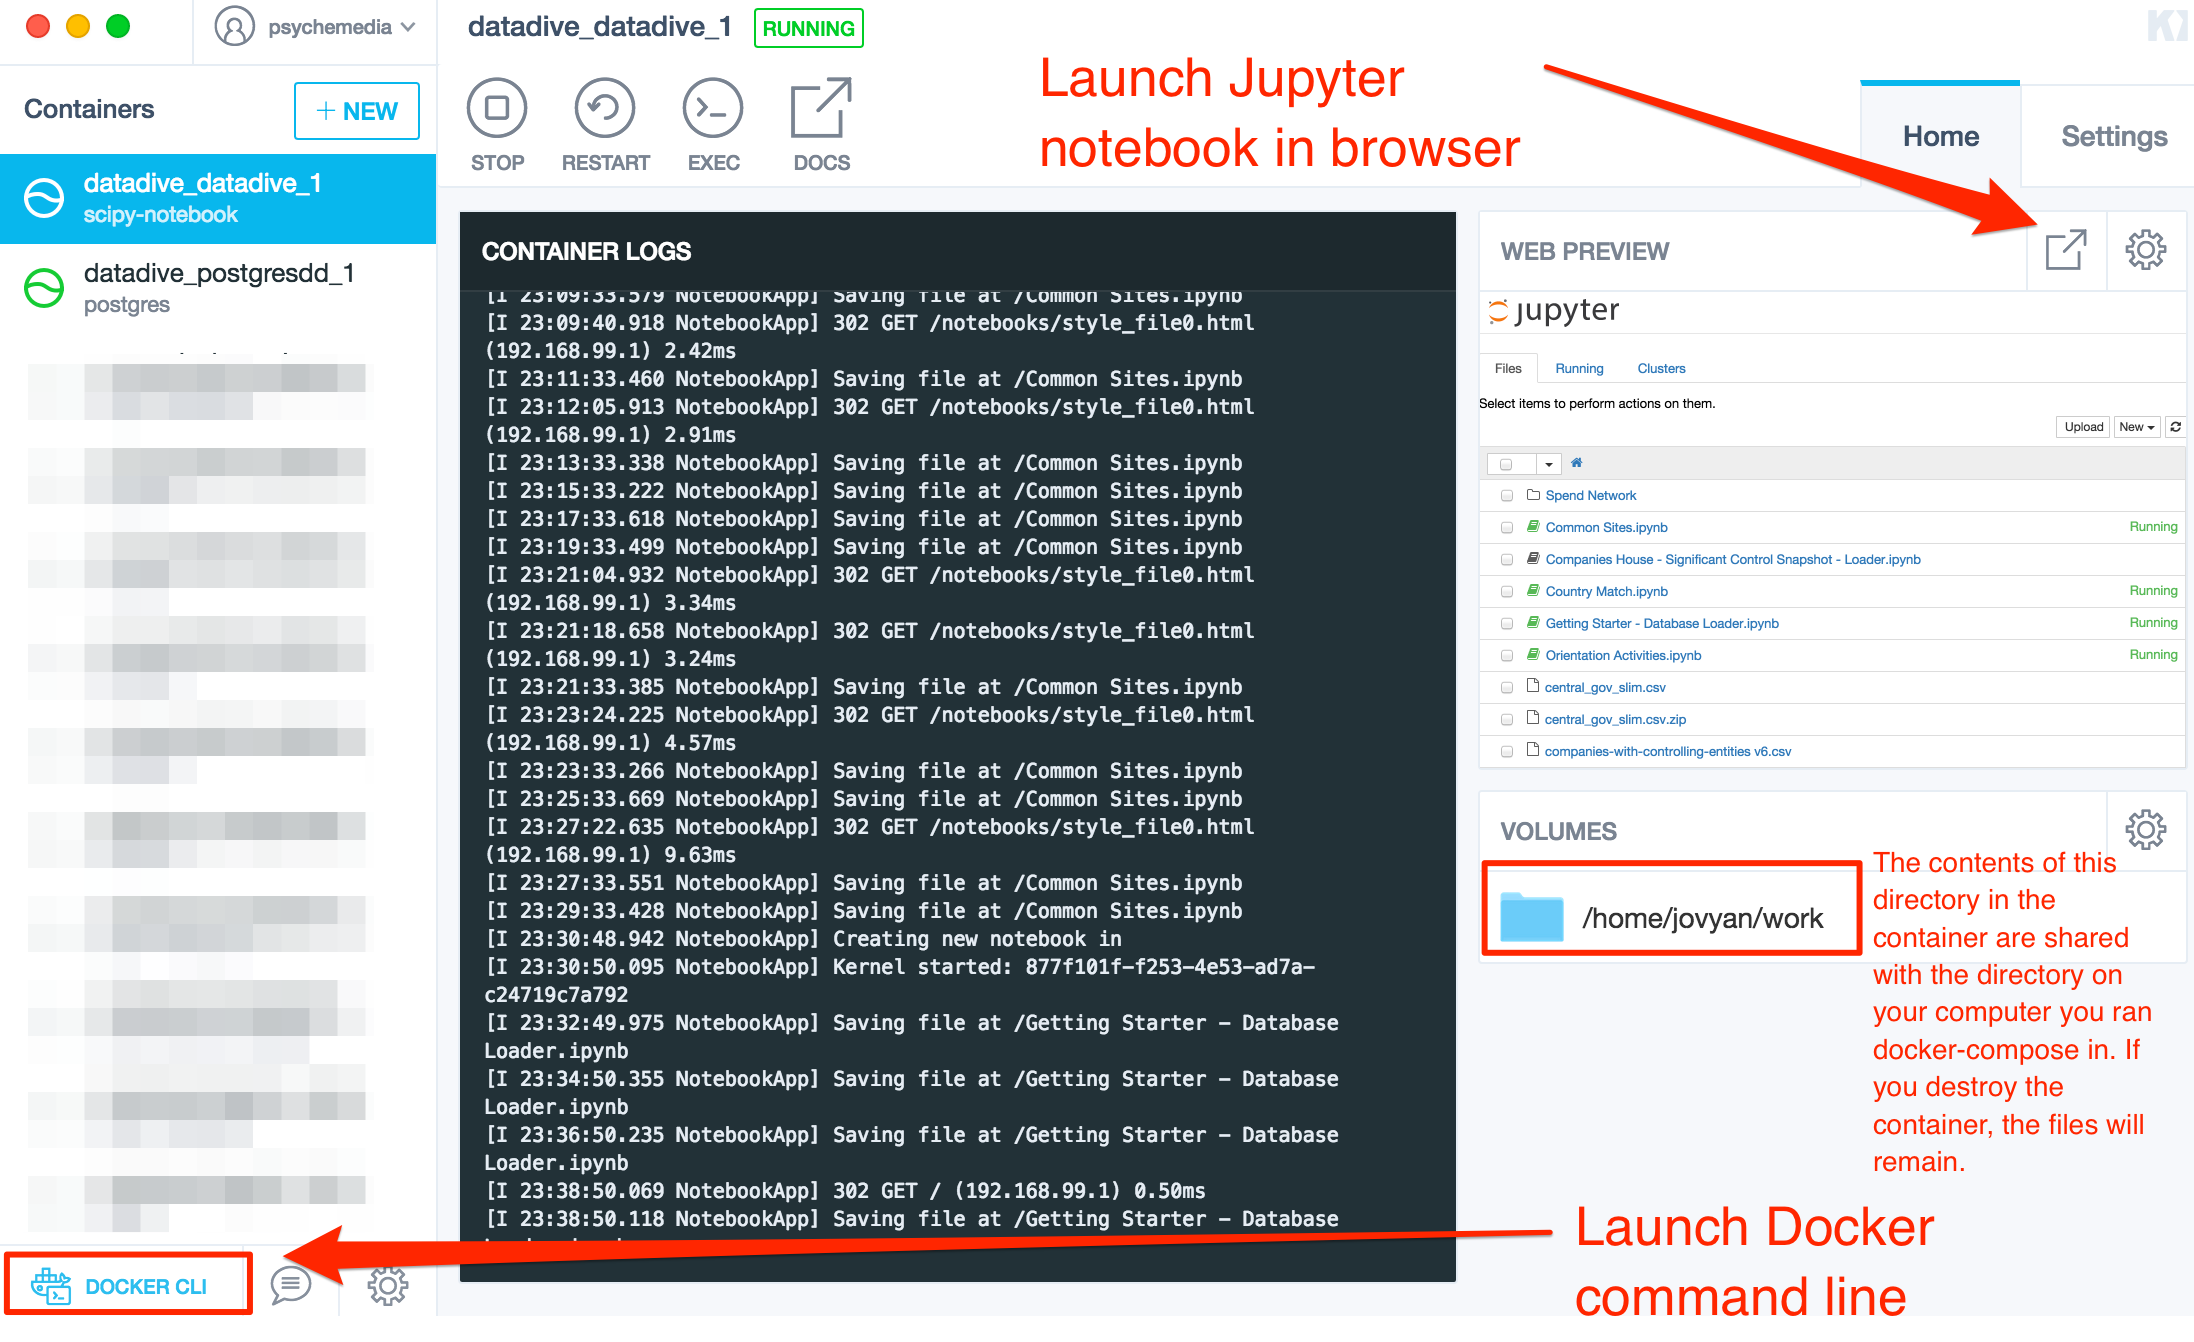 psychemedia
datadive_datadive_1 RUNNING
Containers
+ NEW
STOP
RESTART
EXEC
DOCS
Launch Jupyter
notebook in browser
Home
Settings
datadive_datadive_1
scipy-notebook
datadive_postgresdd_1
postgres
CONTAINER LOGS
[I 23:09:33.579 NotebookApp] Saving file at /Common Sites.ipynb
[I 23:09:40.918 NotebookApp] 302 GET /notebooks/style_file0.html
(192.168.99.1) 2.42ms
[I 23:11:33.460 NotebookApp] Saving file at /Common Sites.ipynb
[I 23:12:05.913 NotebookApp] 302 GET /notebooks/style_file0.html
(192.168.99.1) 2.91ms
[I 23:13:33.338 NotebookApp] Saving file at /Common Sites.ipynb
[I 23:15:33.222 NotebookApp] Saving file at /Common Sites.ipynb
[I 23:17:33.618 NotebookApp] Saving file at /Common Sites.ipynb
[I 23:19:33.499 NotebookApp] Saving file at /Common Sites.ipynb
[I 23:21:04.932 NotebookApp] 302 GET /notebooks/style_file0.html
(192.168.99.1) 3.34ms
[I 23:21:18.658 NotebookApp] 302 GET /notebooks/style_file0.html
(192.168.99.1) 3.24ms
[I 23:21:33.385 NotebookApp] Saving file at /Common Sites.ipynb
[I 23:23:24.225 NotebookApp] 302 GET /notebooks/style_file0.html
(192.168.99.1) 4.57ms
[I 23:23:33.266 NotebookApp] Saving file at /Common Sites.ipynb
[I 23:25:33.669 NotebookApp] Saving file at /Common Sites.ipynb
[I 23:27:22.635 NotebookApp] 302 GET /notebooks/style_file0.html
(192.168.99.1) 9.63ms
[I 23:27:33.551 NotebookApp] Saving file at /Common Sites.ipynb
[I 23:29:33.428 NotebookApp] Saving file at /Common Sites.ipynb
[I 23:30:48.942 NotebookApp] Creating new notebook in
[I 23:30:50.095 NotebookApp] Kernel started: 877f101f-f253-4e53-ad7a-
c24719c7a792
[I 23:32:49.975 NotebookApp] Saving file at /Getting Starter - Database
Loader.ipynb
[I 23:34:50.355 NotebookApp] Saving file at /Getting Starter - Database
Loader.ipynb
[I 23:36:50.235 NotebookApp] Saving file at /Getting Starter - Database
Loader.ipynb
[I 23:38:50.069 NotebookApp] 302 GET / (192.168.99.1) 0.50ms
[I 23:38:50.118 NotebookApp] Saving file at /Getting Starter - Database
WEB PREVIEW
jupyter
Files Running Clusters
Select items to perform actions on them.
Upload New
Spend Network
Common Sites.ipynb Running
Companies House - Significant Control Snapshot - Loader.ipynb
Country Match.ipynb Running
Getting Starter - Database Loader.ipynb Running
Orientation Activities.ipynb Running
central_gov_slim.csv
central_gov_slim.csv.zip
companies-with-controlling-entities v6.csv
VOLUMES
/home/jovyan/work
The contents of this
directory in the
container are shared
with the directory on
your computer you ran
docker-compose in. If
you destroy the
container, the files will
remain.
Launch Docker
command line
DOCKER CLI